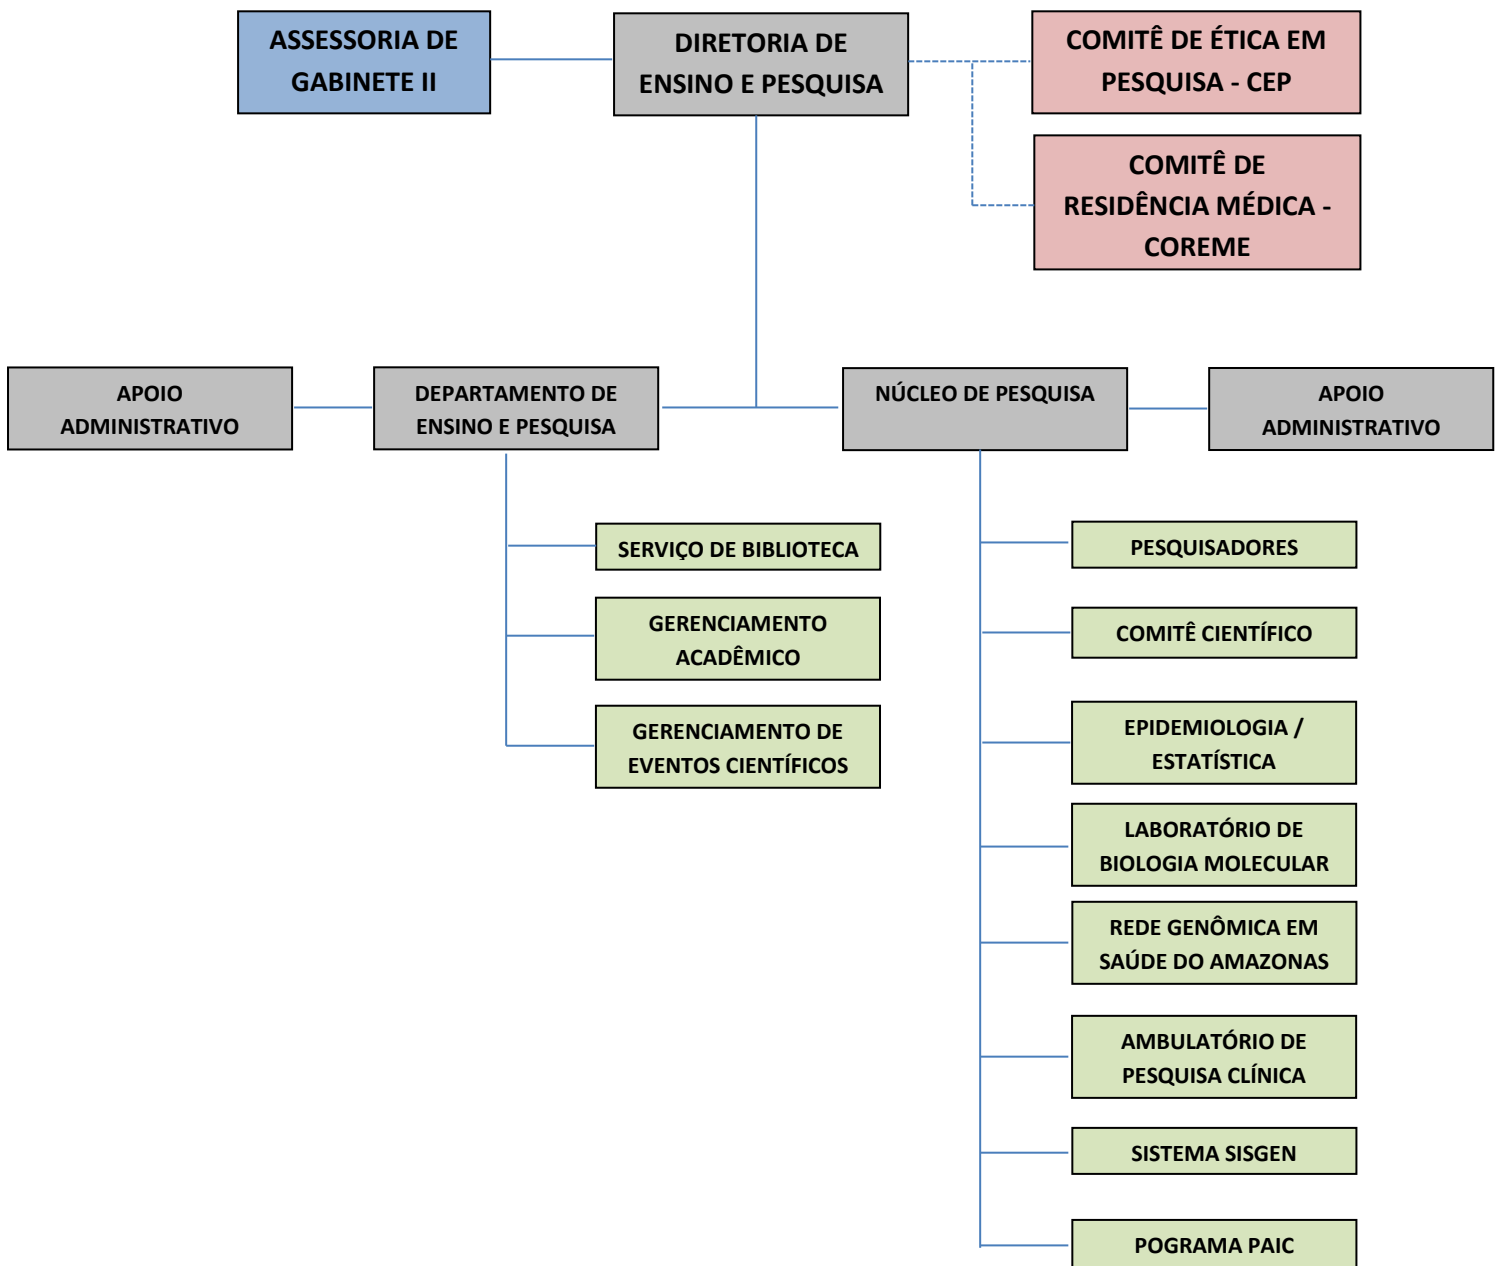 ASSESSORIA DE
GABINETE II
DIRETORIA DE
ENSINO E PESQUISA
COMITÊ DE ÉTICA EM
PESQUISA - CEP
COMITÊ DE
RESIDÊNCIA MÉDICA -
COREME
APOIO
ADMINISTRATIVO
DEPARTAMENTO DE
ENSINO E PESQUISA
NÚCLEO DE PESQUISA
APOIO
ADMINISTRATIVO
SERVIÇO DE BIBLIOTECA
GERENCIAMENTO
ACADÊMICO
GERENCIAMENTO DE
EVENTOS CIENTÍFICOS
PESQUISADORES
COMITÊ CIENTÍFICO
EPIDEMIOLOGIA /
ESTATÍSTICA
LABORATÓRIO DE
BIOLOGIA MOLECULAR
REDE GENÔMICA EM
SAÚDE DO AMAZONAS
AMBULATÓRIO DE
PESQUISA CLÍNICA
SISTEMA SISGEN
POGRAMA PAIC